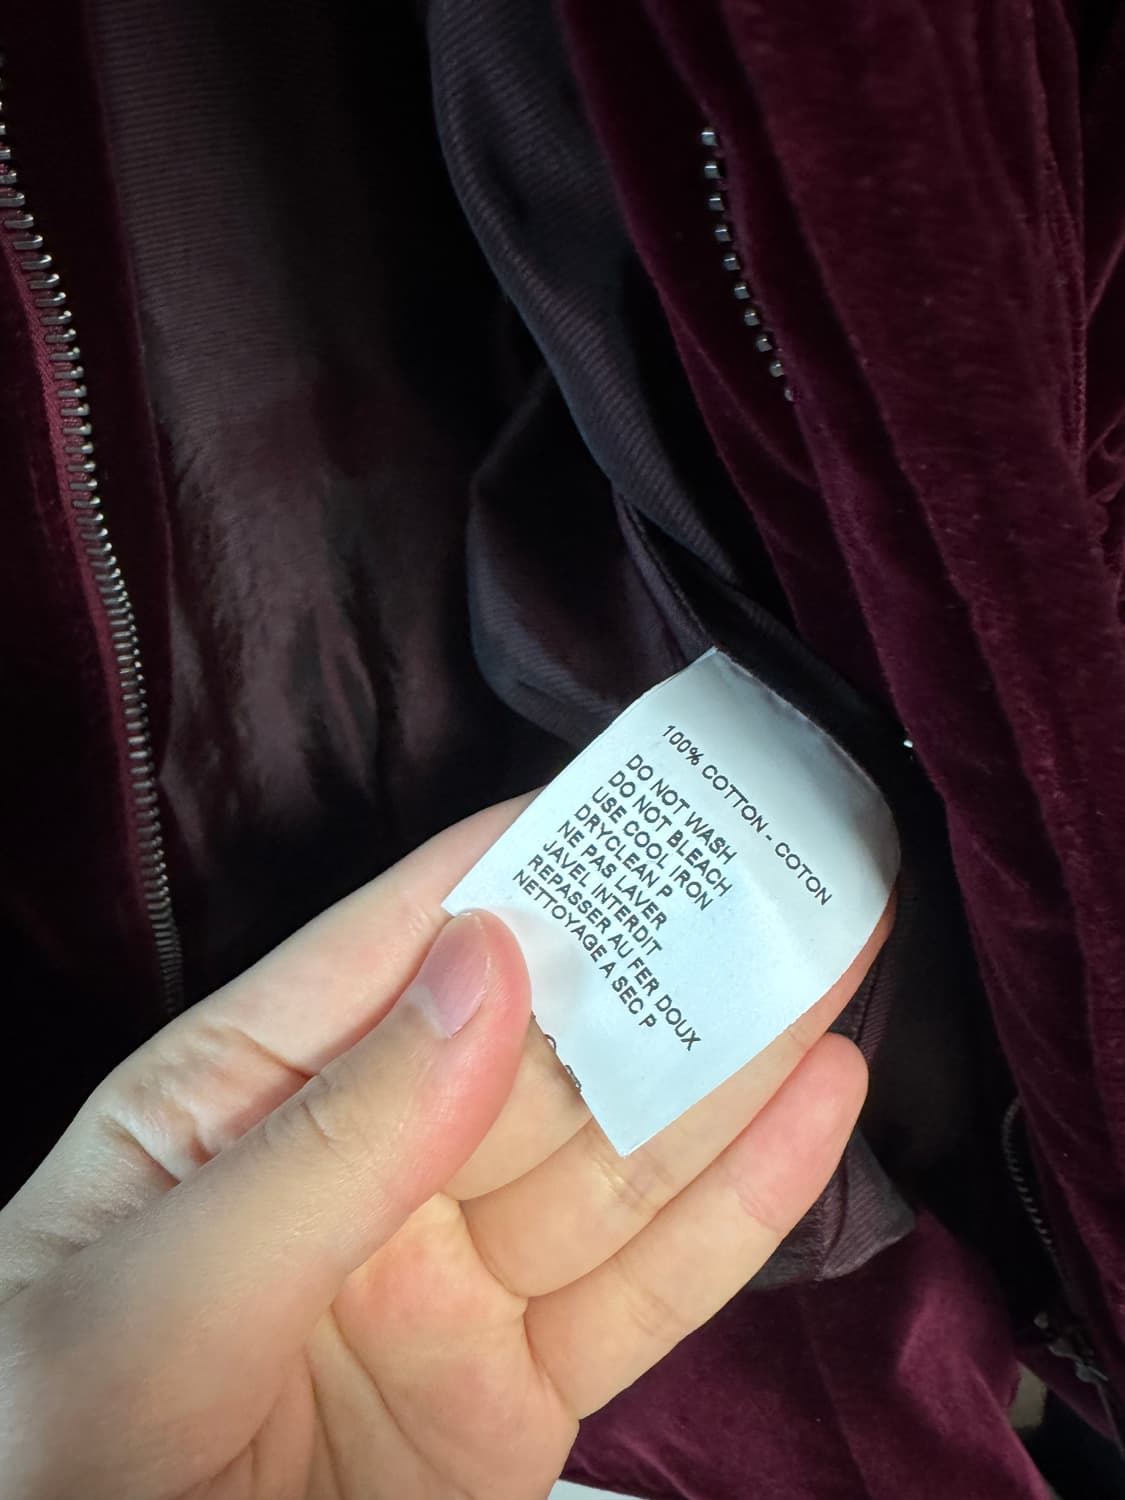 100% COTTON - COTON
DO NOT WASH
DO NOT BLEACH
USE COOL IRON
DRYCLEAN P
NE PAS LAVER
JAVEL INTERDIT
REPASSER AU FER DOUX
NETTOYAGE A SEC P